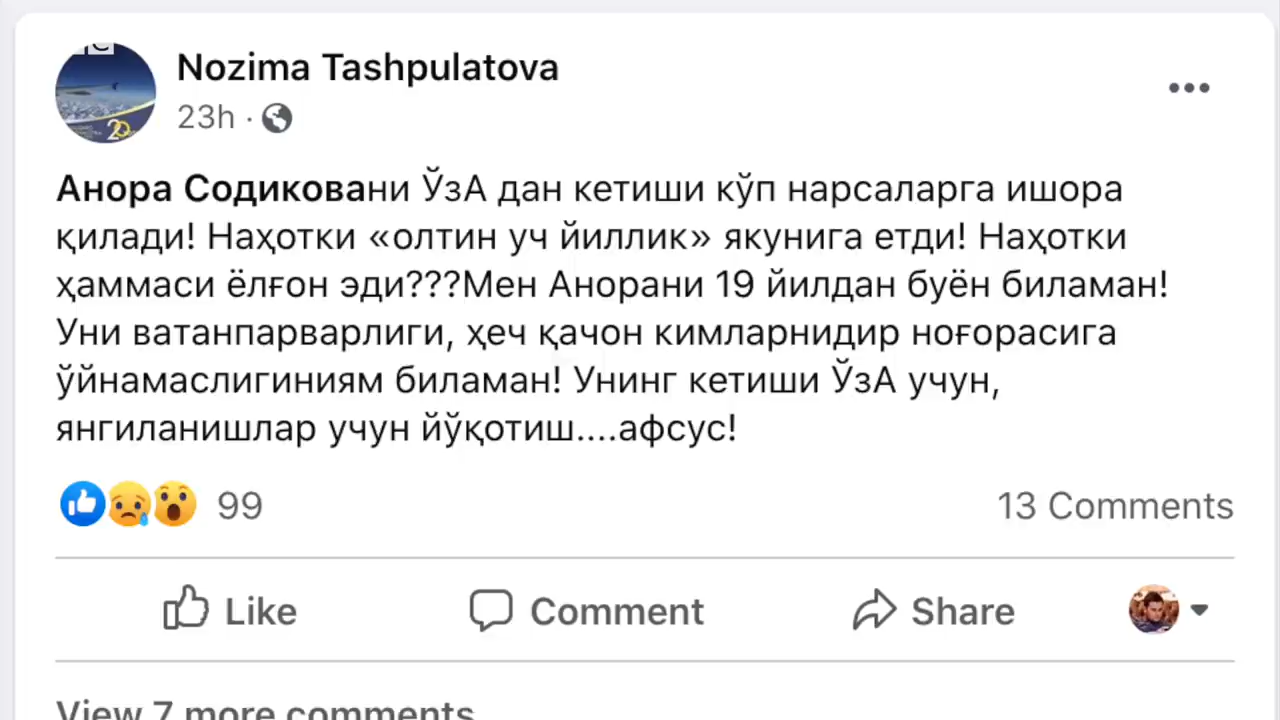 Nozima Tashpulatova
23h ·
Анора Содиковани ЎзА дан кетиши кўп нарсаларга ишора
қилади! Наҳотки «олтин уч йиллик» якунига етди! Наҳотки
ҳаммаси ёлғон эди???Мен Анорани 19 йилдан буён биламан!
Уни ватанпарварлиги, ҳеч қачон кимларнидир ноғорасига
ўйнамаслигиниям биламан! Унинг кетиши ЎзА учун,
янгиланишлар учун йўқотиш....афсус!
99
13 Comments
Like
Comment
Share
View 7 more comments